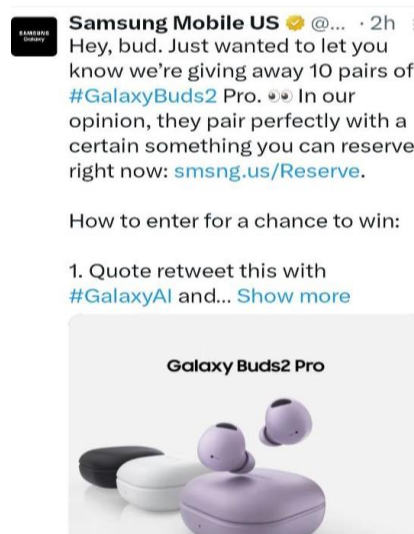 SAMSUNG
Galaxy
Samsung Mobile US @... · 2h
Hey, bud. Just wanted to let you
know we’re giving away 10 pairs of
#GalaxyBuds2 Pro. 👀 In our
opinion, they pair perfectly with a
certain something you can reserve
right now: smsng.us/Reserve.
How to enter for a chance to win:
1. Quote retweet this with
#GalaxyAI and... Show more
Galaxy Buds2 Pro